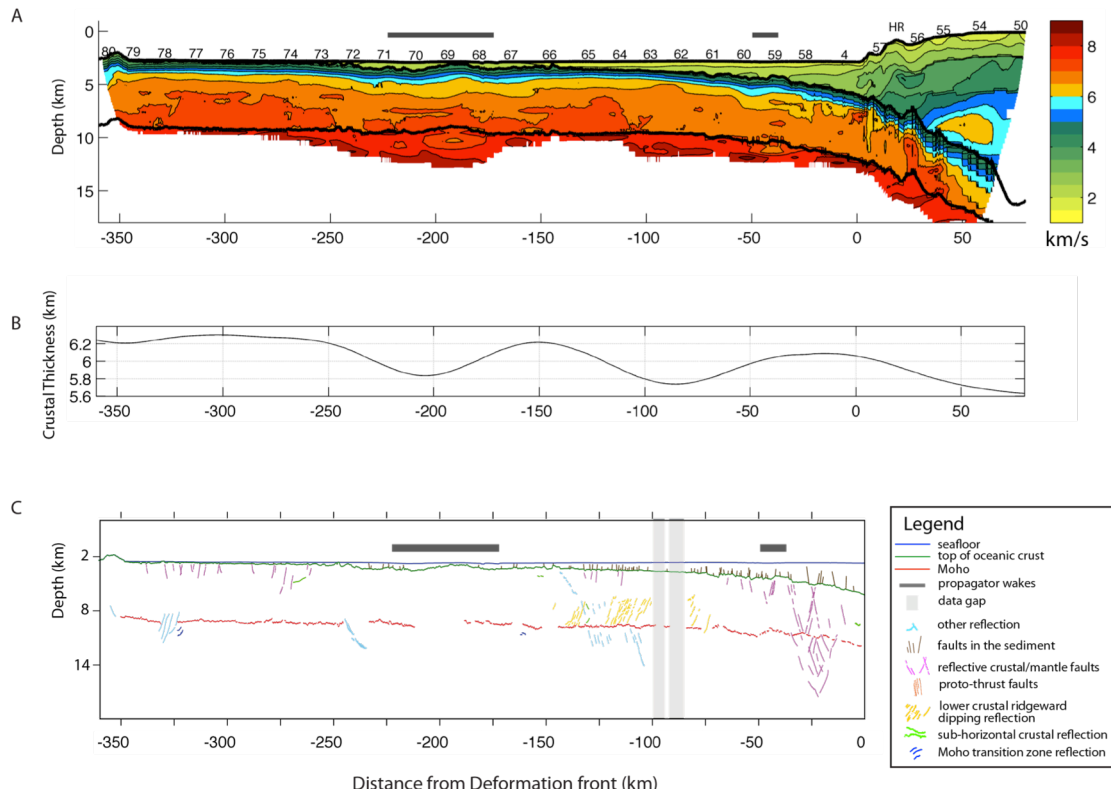 A
Depth (km)
0
5
10
15
80 79 78 77 76 75 74 73 72 71 70 69 68 67 66 65 64 63 62 61 60 59 58 4 57 HR 56 55 54 50
-350 -300 -250 -200 -150 -100 -50 0 50
8
6
4
2
km/s
B
Crustal Thickness (km)
6.2
6
5.8
5.6
-350 -300 -250 -200 -150 -100 -50 0 50
C
Depth (km)
2
8
14
-350 -300 -250 -200 -150 -100 -50 0
Distance from Deformation front (km)
Legend
seafloor
top of oceanic crust
Moho
propagator wakes
data gap
other reflection
faults in the sediment
reflective crustal/mantle faults
proto-thrust faults
lower crustal ridgeward
dipping reflection
sub-horizontal crustal reflection
Moho transition zone reflection